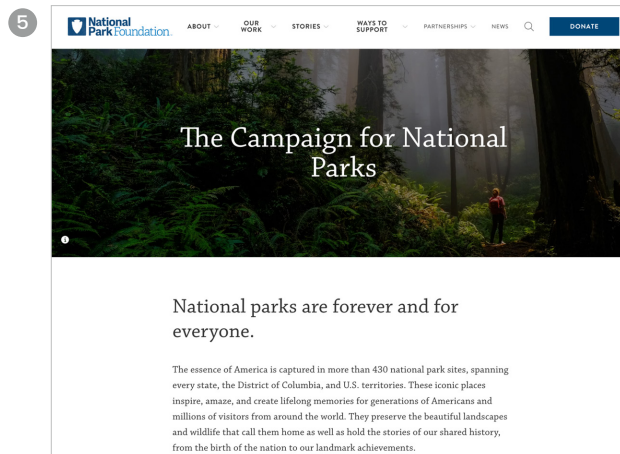 5
National
Park Foundation.
ABOUT
OUR
WORK
STORIES
WAYS TO
SUPPORT
PARTNERSHIPS
NEWS
DONATE
The Campaign for National
Parks
i
National parks are forever and for
everyone.
The essence of America is captured in more than 430 national park sites, spanning
every state, the District of Columbia, and U.S. territories. These iconic places
inspire, amaze, and create lifelong memories for generations of Americans and
millions of visitors from around the world. They preserve the beautiful landscapes
and wildlife that call them home as well as hold the stories of our shared history,
from the birth of the nation to our landmark achievements.